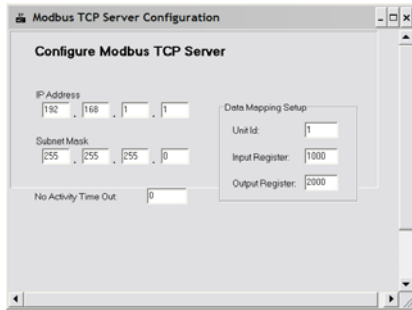 Modbus TCP Server Configuration
Configure Modbus TCP Server
IP Address
192 . 168 . 1 . 1
Subnet Mask
255 . 255 . 255 . 0
No Activity Time Out: 0
Data Mapping Setup
Unit Id: 1
Input Register: 1000
Output Register: 2000